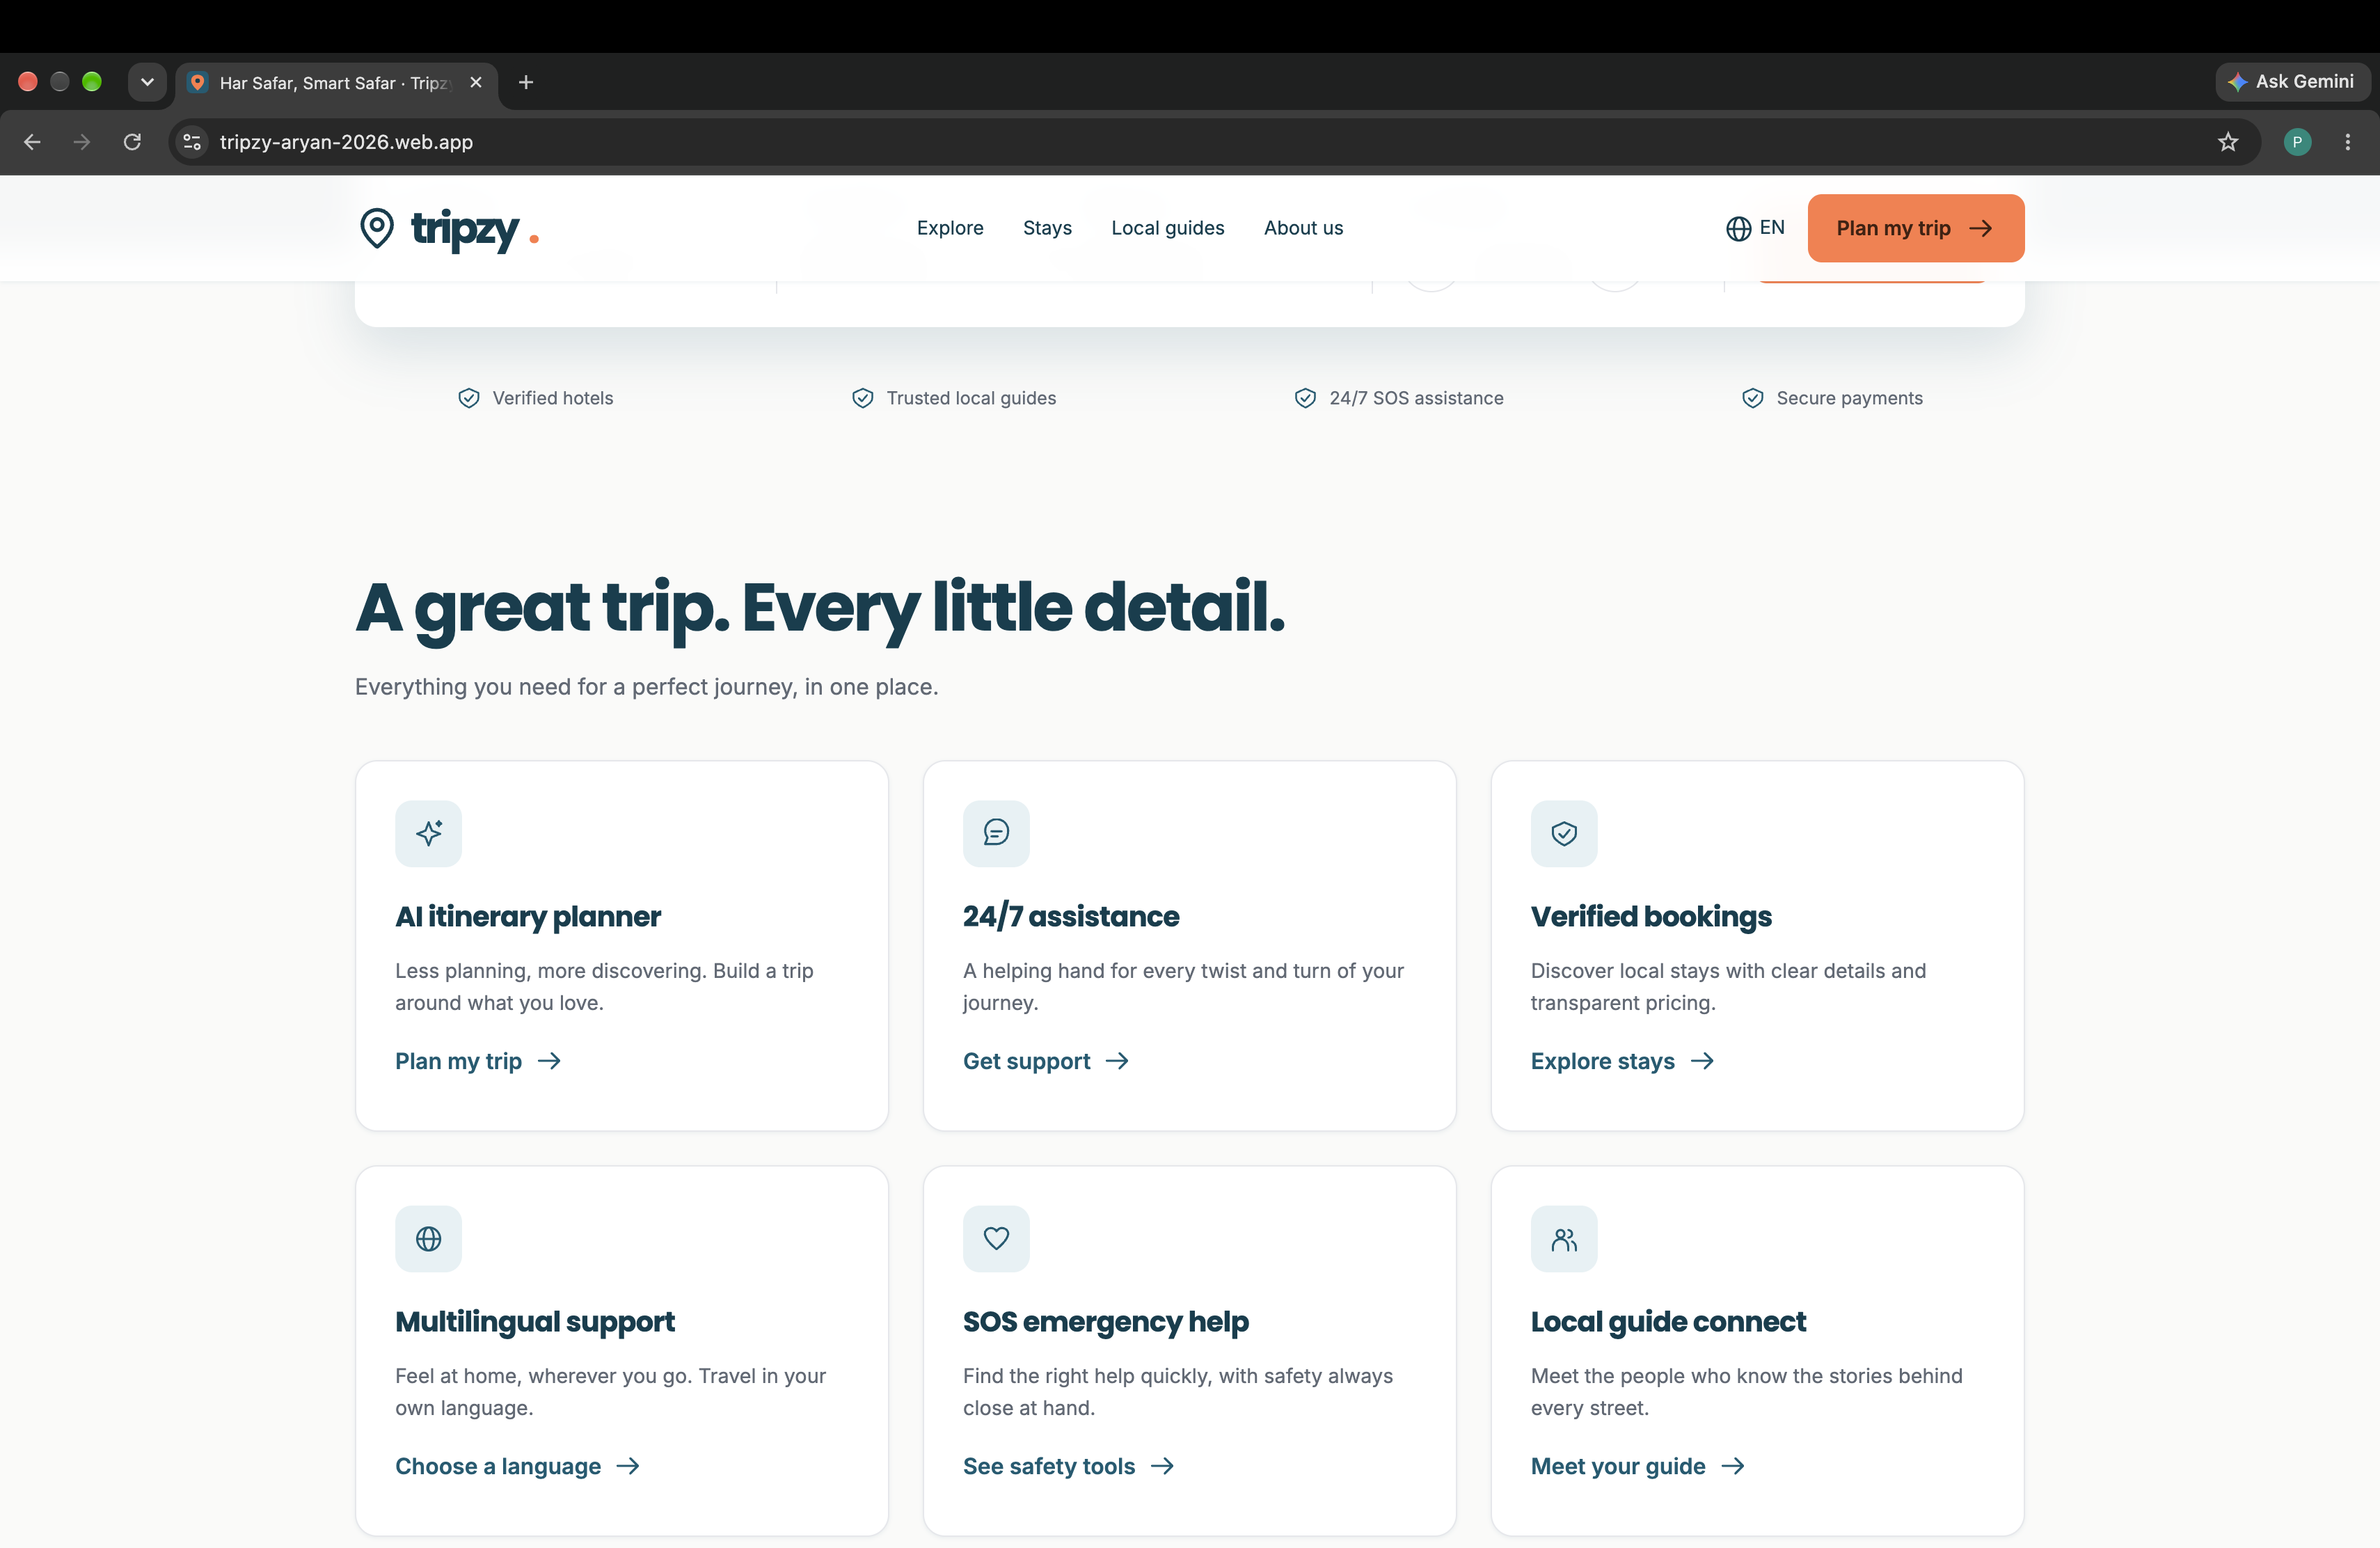 Har Safar, Smart Safar · Tripzy
Ask Gemini
tripzy-aryan-2026.web.app
P
tripzy.
Explore
Stays
Local guides
About us
EN
Plan my trip
Verified hotels
Trusted local guides
24/7 SOS assistance
Secure payments
A great trip. Every little detail.
Everything you need for a perfect journey, in one place.
AI itinerary planner
Less planning, more discovering. Build a trip
around what you love.
Plan my trip
24/7 assistance
A helping hand for every twist and turn of your
journey.
Get support
Verified bookings
Discover local stays with clear details and
transparent pricing.
Explore stays
Multilingual support
Feel at home, wherever you go. Travel in your
own language.
Choose a language
SOS emergency help
Find the right help quickly, with safety always
close at hand.
See safety tools
Local guide connect
Meet the people who know the stories behind
every street.
Meet your guide